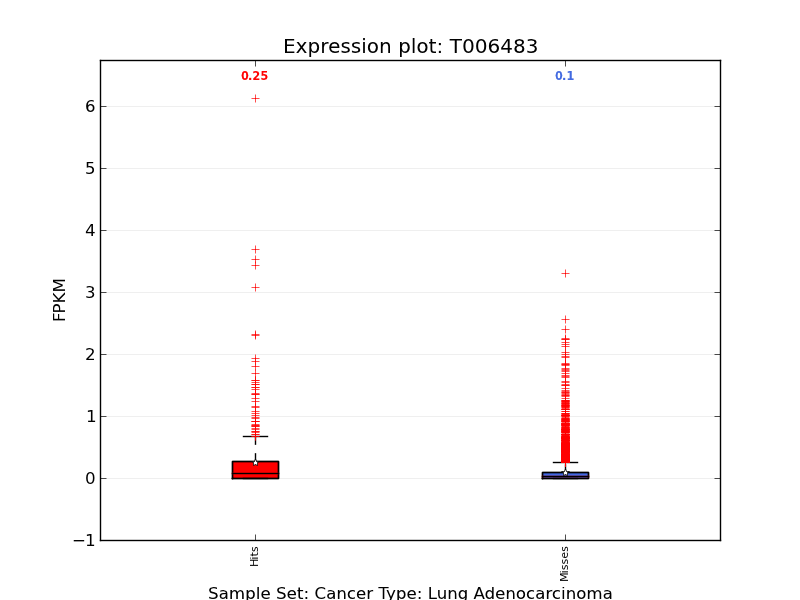 Expression plot: T006483
0.25
0.1
6
5
4
3
2
1
0
−1
FPKM
Hits
Misses
Sample Set: Cancer Type: Lung Adenocarcinoma